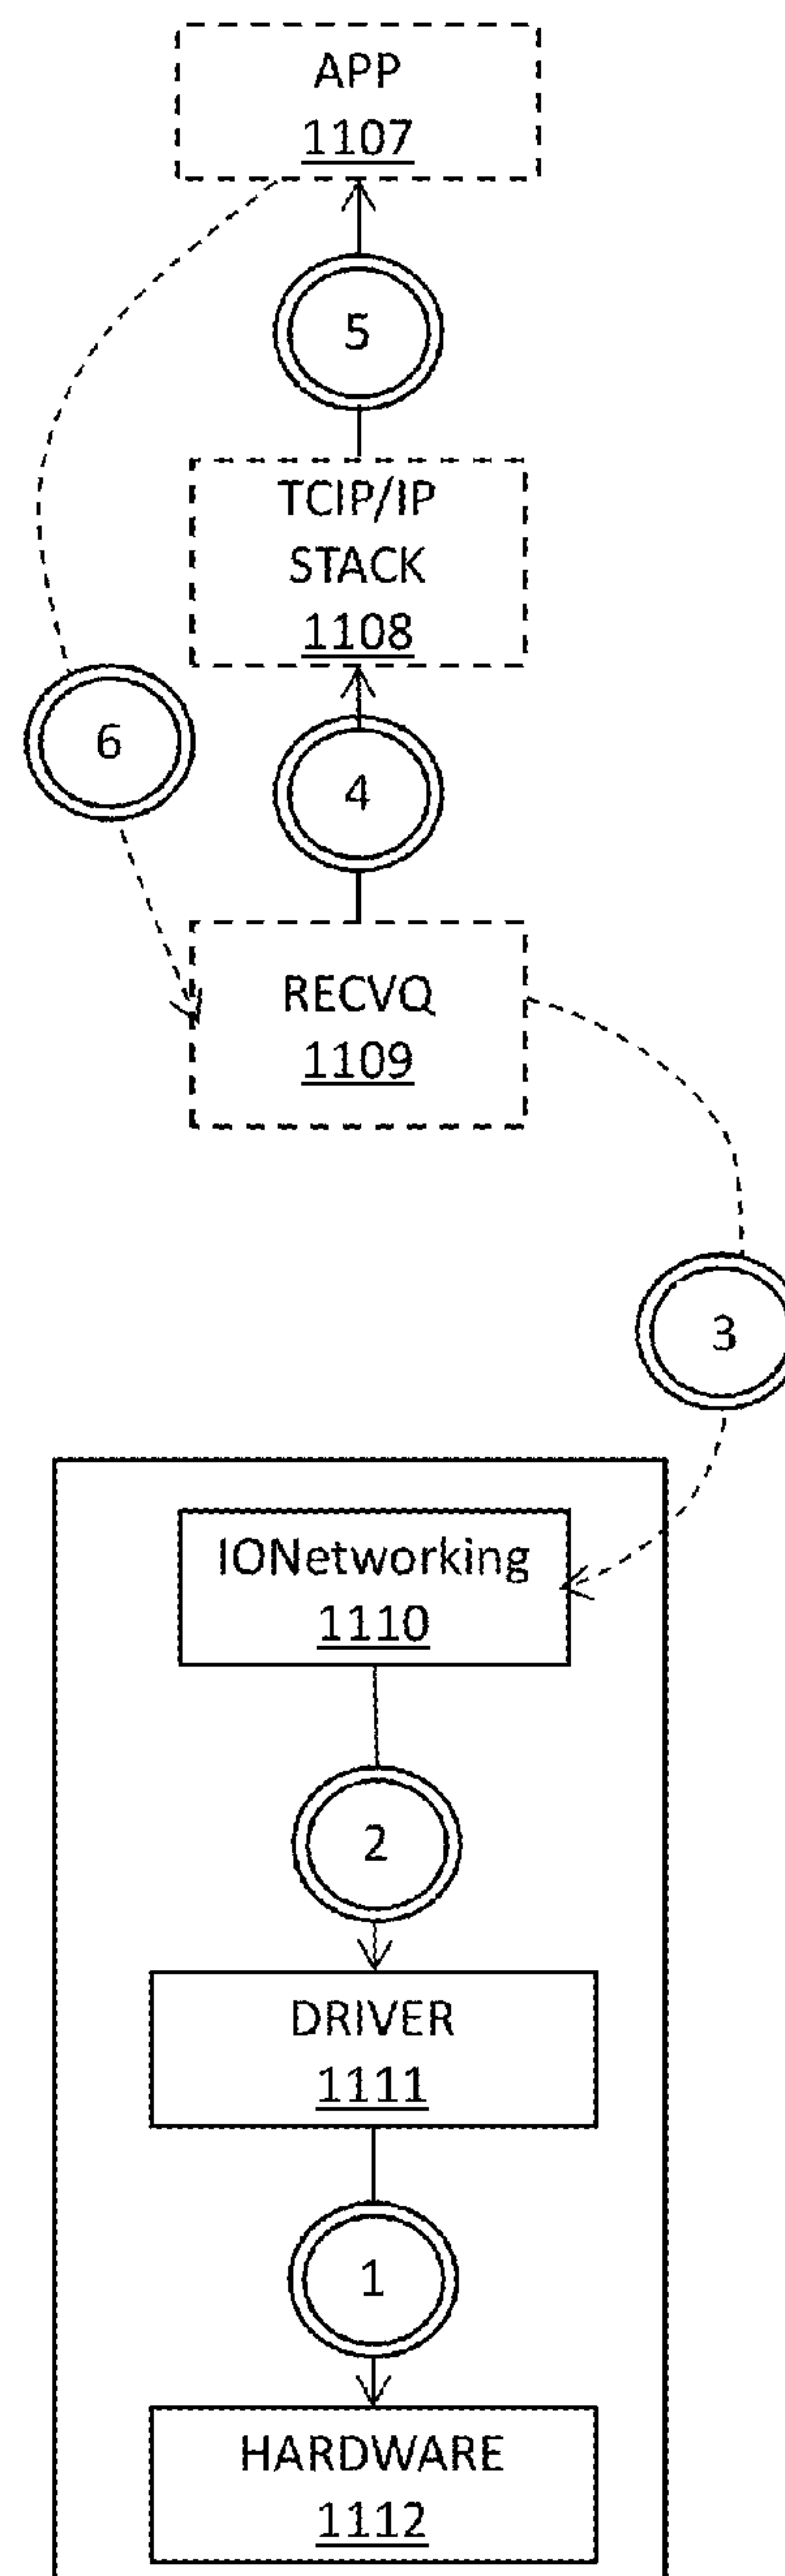 APP
1107
5
TCIP/IP
STACK
1108
6
4
RECVQ
1109
3
IONetworking
1110
2
DRIVER
1111
1
HARDWARE
1112